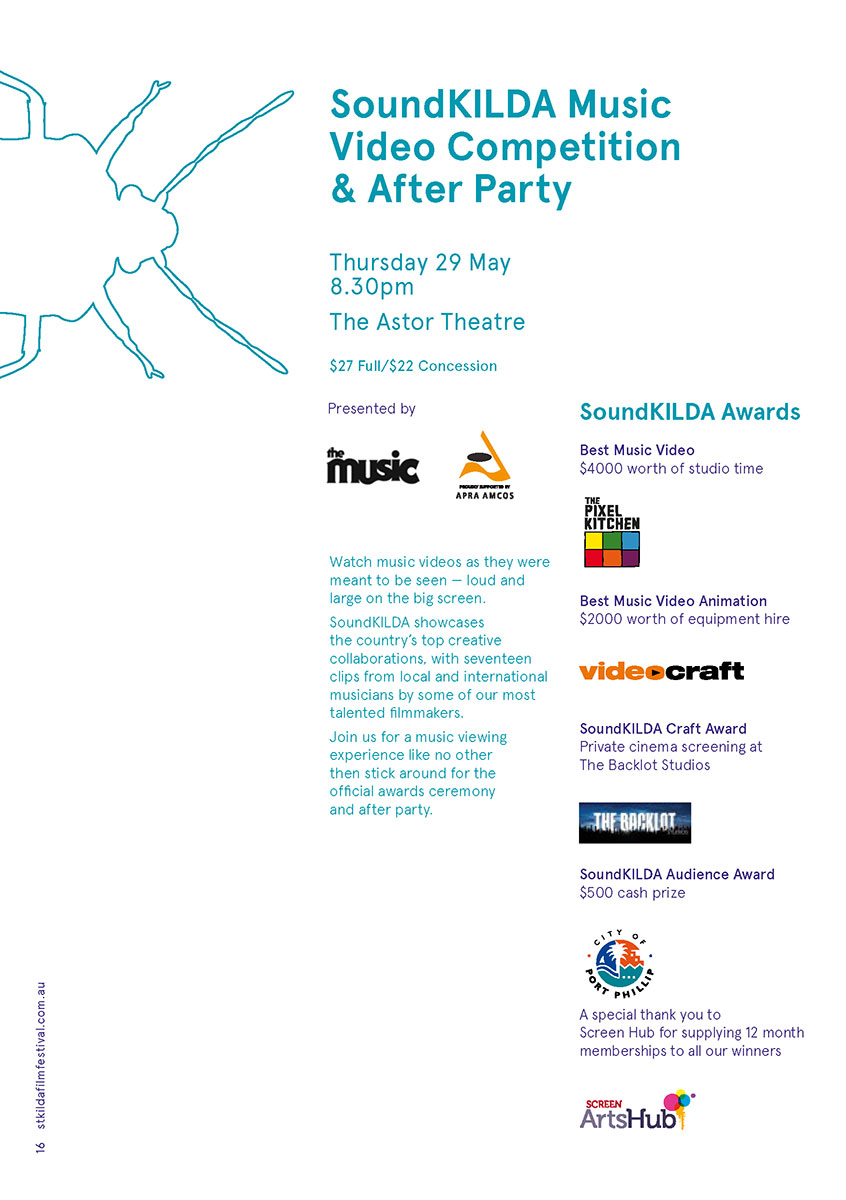 SoundKILDA Music
Video Competition
& After Party
Thursday 29 May
8.30pm
The Astor Theatre
$27 Full/$22 Concession
Presented by
the
music
PROUDLY SUPPORTED BY
APRA AMCOS
Watch music videos as they were
meant to be seen — loud and
large on the big screen.
SoundKILDA showcases
the country's top creative
collaborations, with seventeen
clips from local and international
musicians by some of our most
talented filmmakers.
Join us for a music viewing
experience like no other
then stick around for the
official awards ceremony
and after party.
SoundKILDA Awards
Best Music Video
$4000 worth of studio time
THE
PIXEL
KITCHEN
Best Music Video Animation
$2000 worth of equipment hire
videocraft
SoundKILDA Craft Award
Private cinema screening at
The Backlot Studios
THE BACKLOT
STUDIOS
SoundKILDA Audience Award
$500 cash prize
CITY OF
PORT PHILLIP
A special thank you to
Screen Hub for supplying 12 month
memberships to all our winners
SCREEN
ArtsHub
16 stkildafilmfestival.com.au